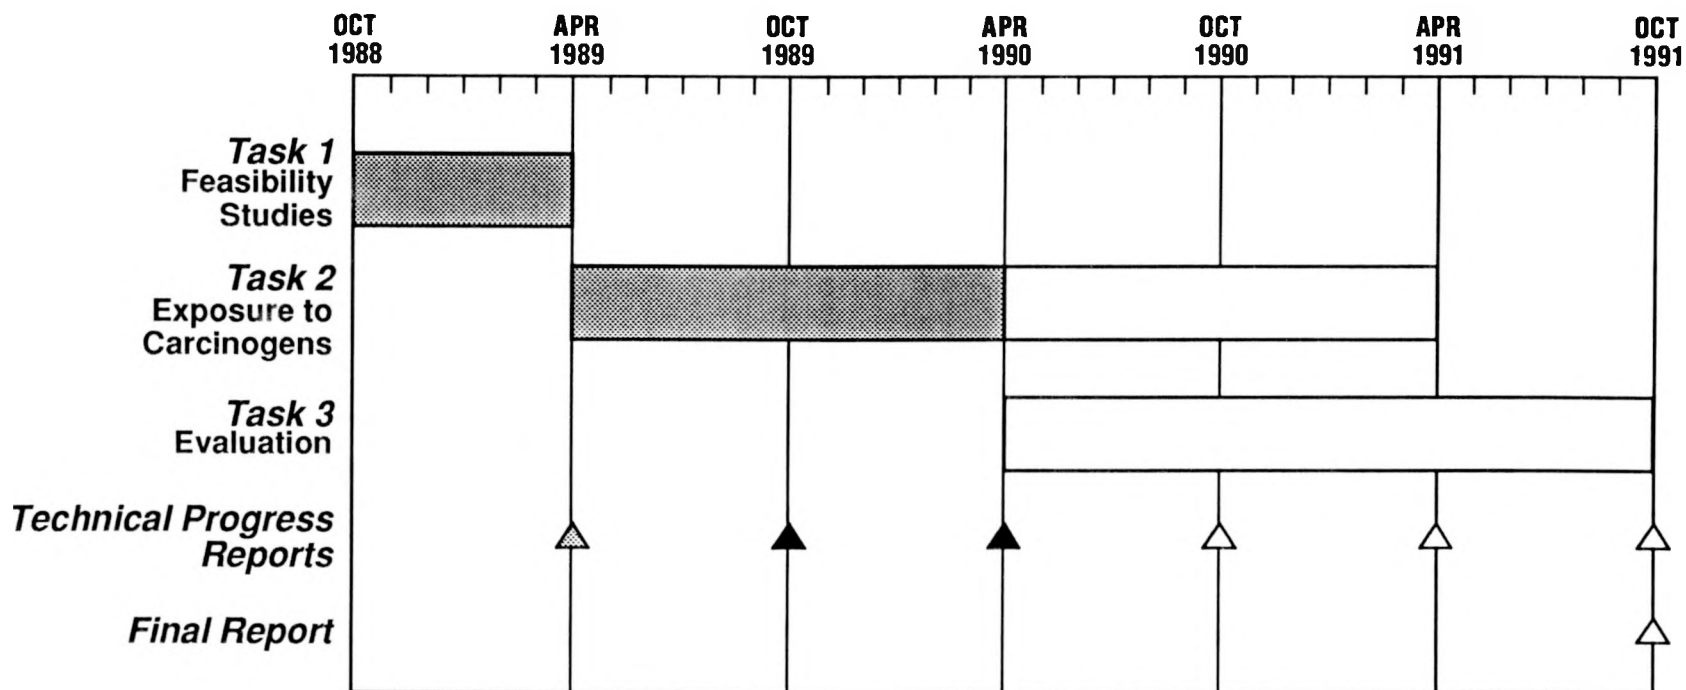 OCT APR OCT APR OCT APR OCT
1988 1989 1989 1990 1990 1991 1991
Task 1
Feasibility
Studies
Task 2
Exposure to
Carcinogens
Task 3
Evaluation
Technical Progress
Reports
Final Report